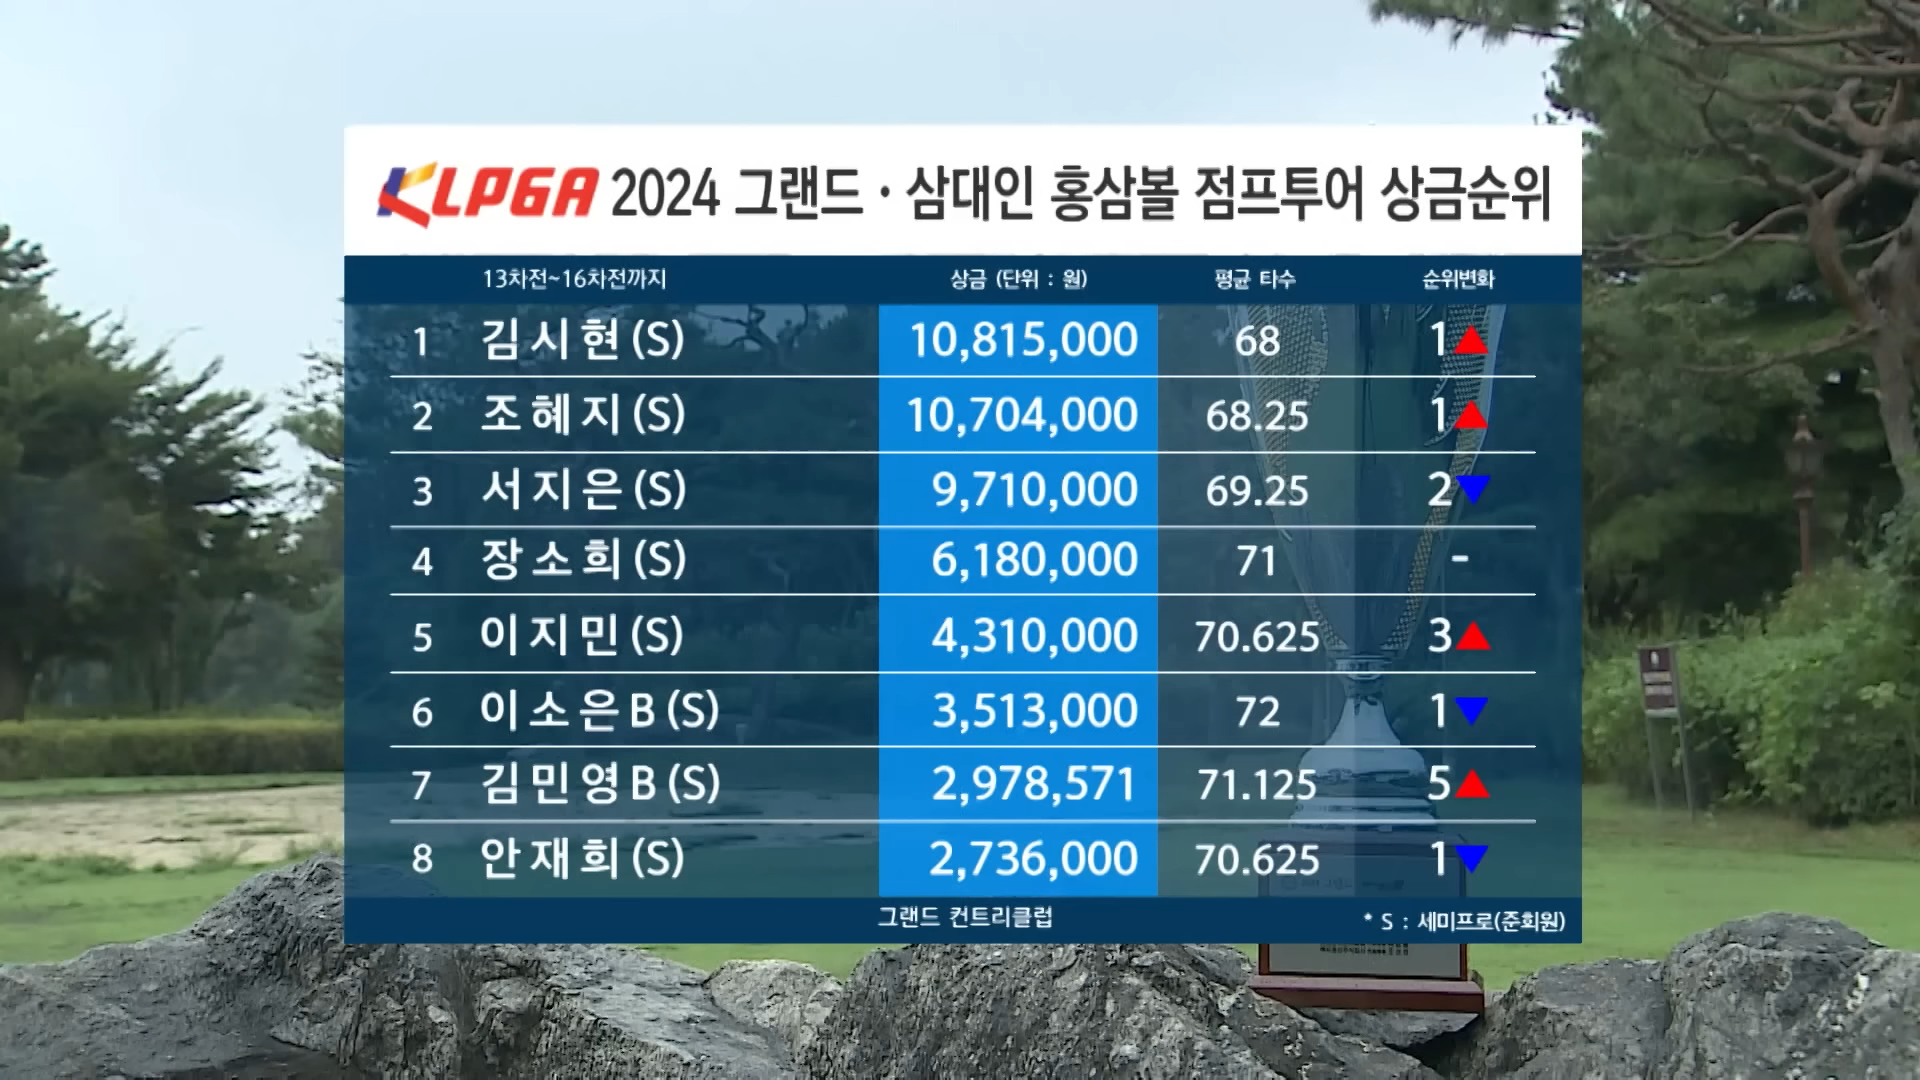 KLPGA 2024 그랜드 · 삼대인 홍삼볼 점프투어 상금순위
13차전~16차전까지 상금 (단위 : 원) 평균 타수 순위변화
1 김시현 (S) 10,815,000 68 1▲
2 조혜지 (S) 10,704,000 68.25 1▲
3 서지은 (S) 9,710,000 69.25 2▼
4 장소희 (S) 6,180,000 71 -
5 이지민 (S) 4,310,000 70.625 3▲
6 이소은B (S) 3,513,000 72 1▼
7 김민영B (S) 2,978,571 71.125 5▲
8 안재희 (S) 2,736,000 70.625 1▼
그랜드 컨트리클럽 * S : 세미프로(준회원)